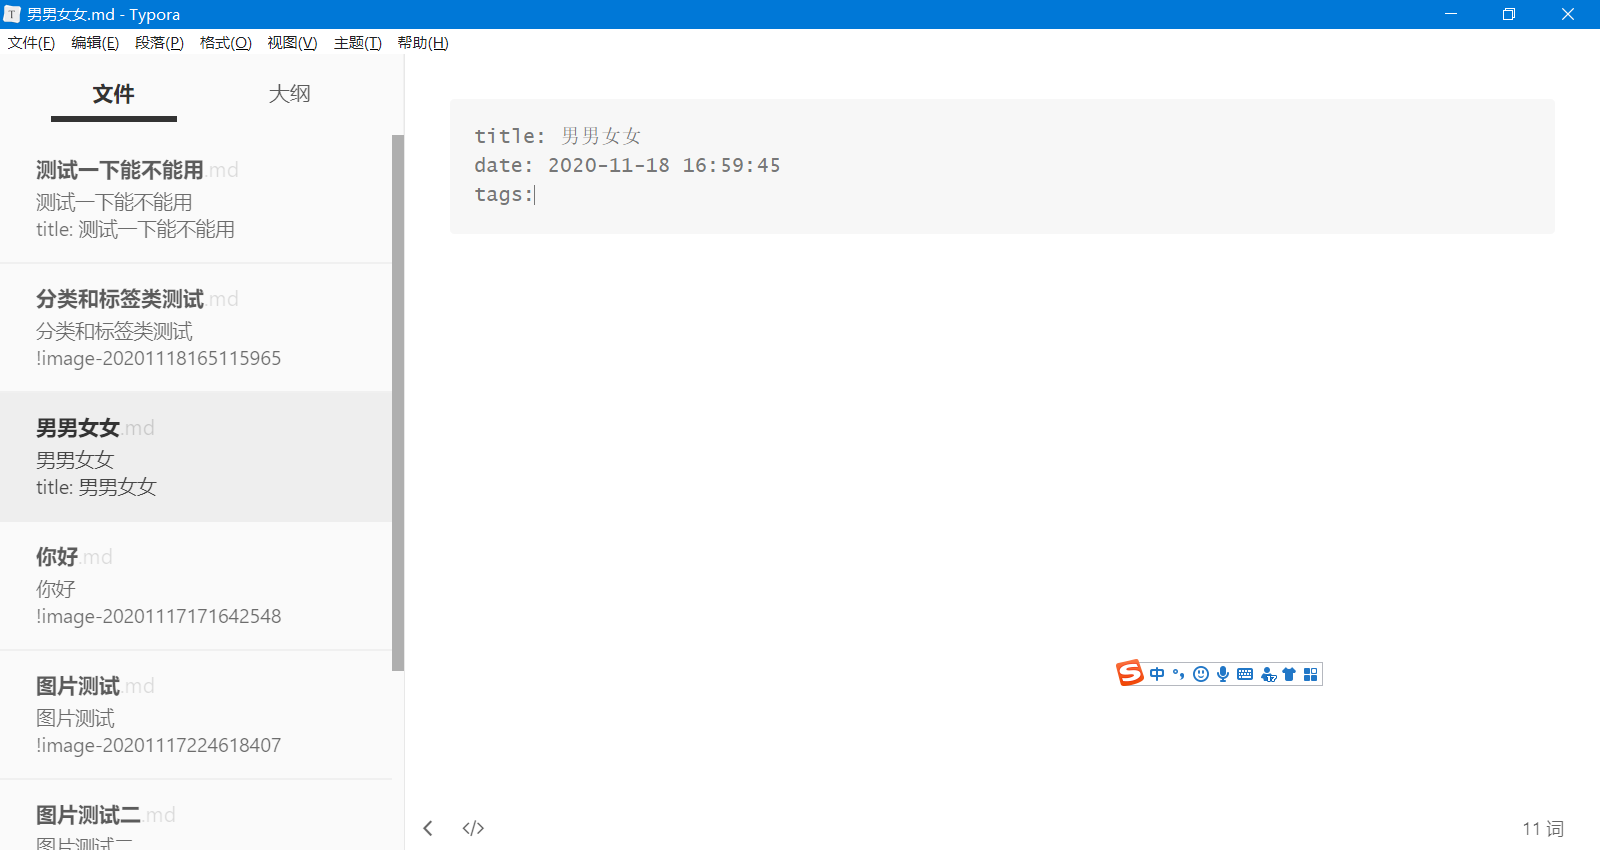 男男女女.md - Typora
文件(F) 编辑(E) 段落(P) 格式(O) 视图(V) 主题(T) 帮助(H)
文件 大纲
测试一下能不能用.md
测试一下能不能用
title: 测试一下能不能用
分类和标签类测试.md
分类和标签类测试
!image-20201118165115965
男男女女.md
男男女女
title: 男男女女
你好.md
你好
!image-20201117171642548
图片测试.md
图片测试
!image-20201117224618407
图片测试二.md
图片测试二
title: 男男女女
date: 2020-11-18 16:59:45
tags:
中
11 词